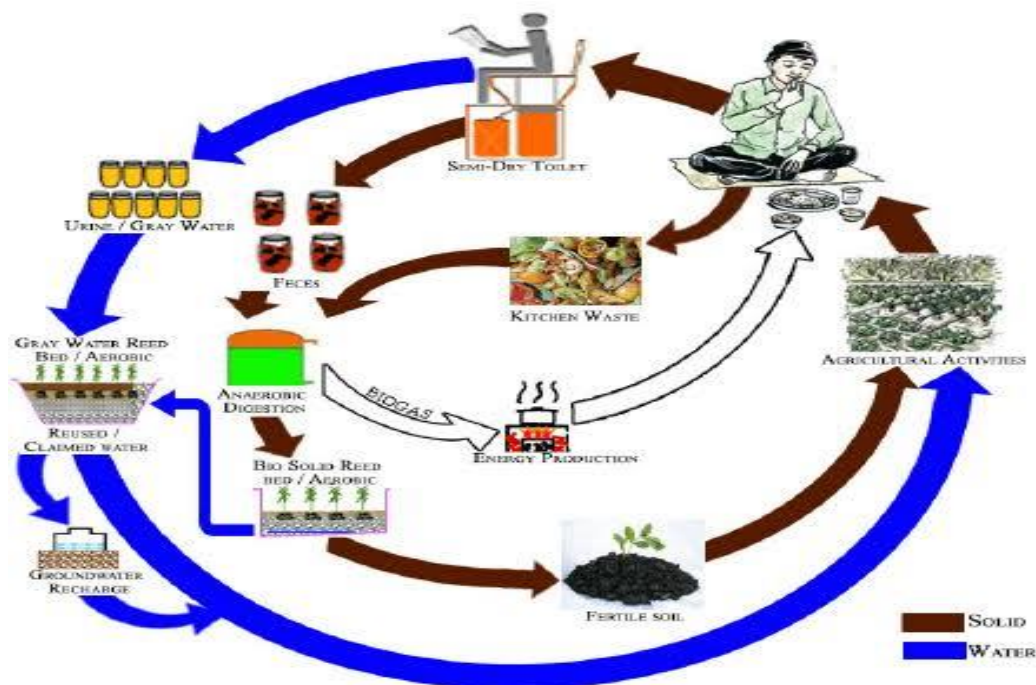 SEMI-DRY TOILET
URINE / GRAY WATER
FECES
KITCHEN WASTE
GRAY WATER REED
BED / AEROBIC
AGRICULTURAL ACTIVITIES
ANAEROBIC
DIGESTION
BIOGAS
REUSED /
CLAIMED WATER
ENERGY PRODUCTION
BIO SOLID REED
BED / AEROBIC
GROUNDWATER
RECHARGE
FERTILE SOIL
SOLID
WATER